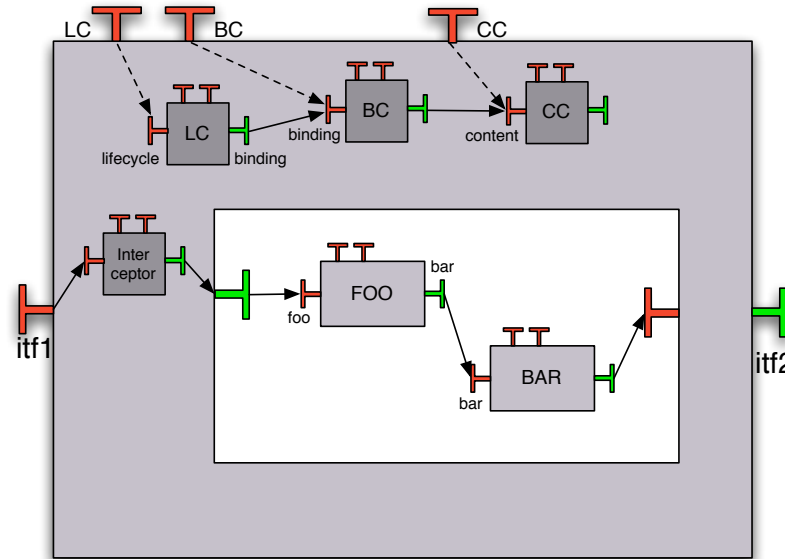 LC
BC
CC
LC
BC
CC
lifecycle
binding
binding
content
Inter
ceptor
itf1
foo
FOO
bar
bar
BAR
itf2